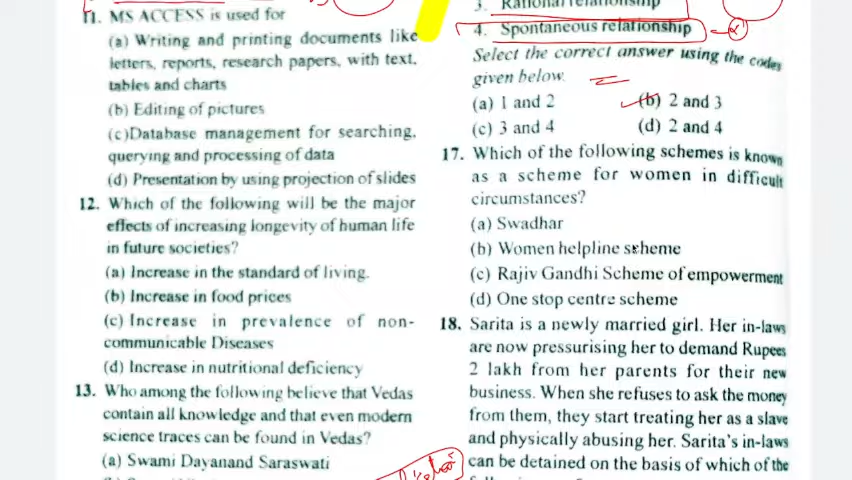 11. MS ACCESS is used for
(a) Writing and printing documents like
letters, reports, research papers, with text,
tables and charts
(b) Editing of pictures
(c)Database management for searching,
querying and processing of data
(d) Presentation by using projection of slides
12. Which of the following will be the major
effects of increasing longevity of human life
in future societies?
(a) Increase in the standard of living.
(b) Increase in food prices
(c) Increase in prevalence of non-
communicable Diseases
(d) Increase in nutritional deficiency
13. Who among the following believe that Vedas
contain all knowledge and that even modern
science traces can be found in Vedas?
(a) Swami Dayanand Saraswati
3. Rational relationship
4. Spontaneous relationship
Select the correct answer using the codes
given below.
(a) 1 and 2 (b) 2 and 3
(c) 3 and 4 (d) 2 and 4
17. Which of the following schemes is known
as a scheme for women in difficult
circumstances?
(a) Swadhar
(b) Women helpline scheme
(c) Rajiv Gandhi Scheme of empowerment
(d) One stop centre scheme
18. Sarita is a newly married girl. Her in-laws
are now pressurising her to demand Rupees
2 lakh from her parents for their new
business. When she refuses to ask the money
from them, they start treating her as a slave
and physically abusing her. Sarita's in-laws
can be detained on the basis of which of the